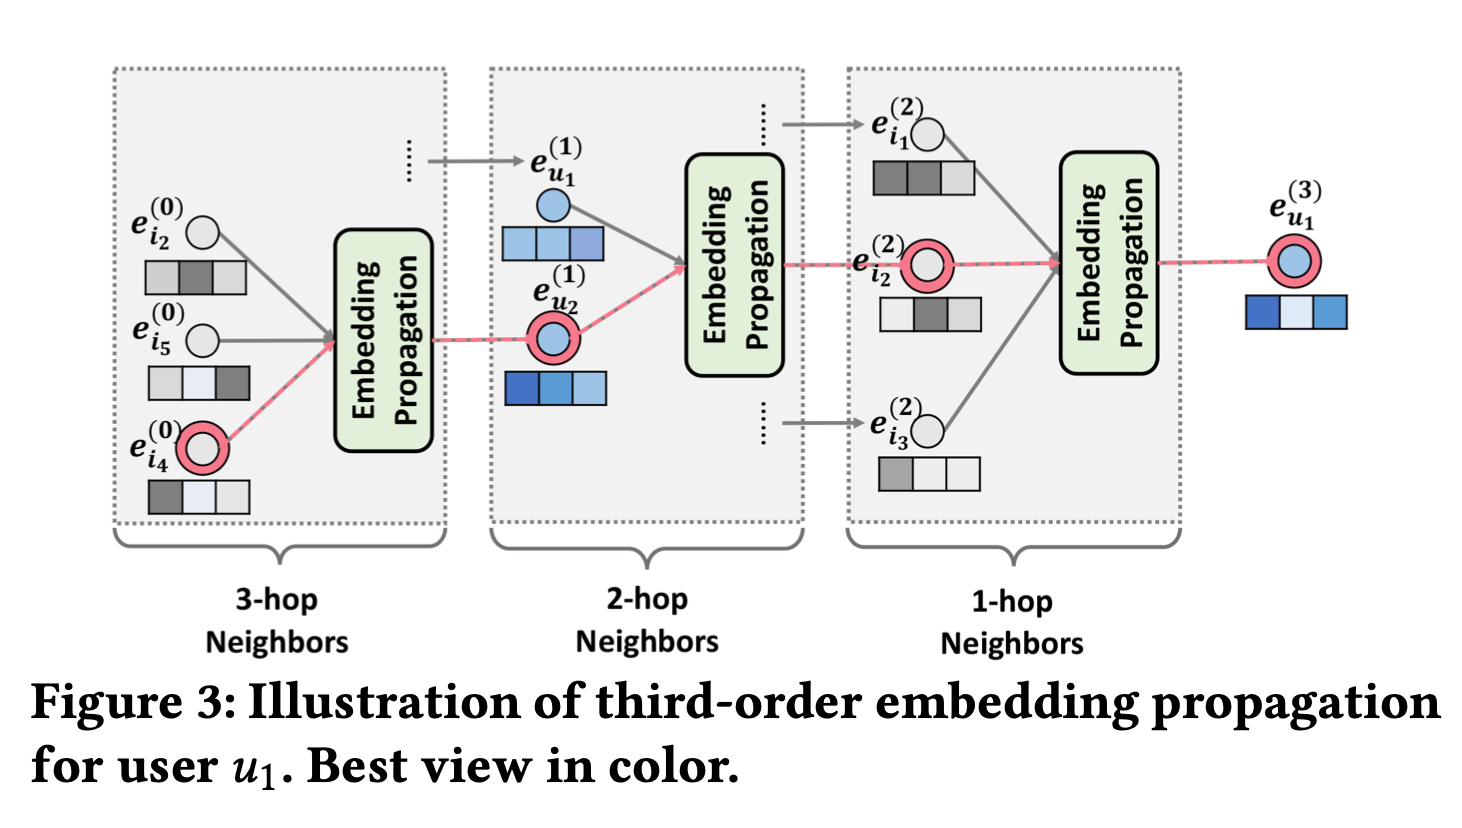 e_{i_2}^{(0)}
e_{i_5}^{(0)}
e_{i_4}^{(0)}
Embedding
Propagation
e_{u_1}^{(1)}
e_{u_2}^{(1)}
Embedding
Propagation
e_{i_1}^{(2)}
e_{i_2}^{(2)}
e_{i_3}^{(2)}
Embedding
Propagation
e_{u_1}^{(3)}
3-hop
Neighbors
2-hop
Neighbors
1-hop
Neighbors
Figure 3: Illustration of third-order embedding propagation
for user u_1. Best view in color.